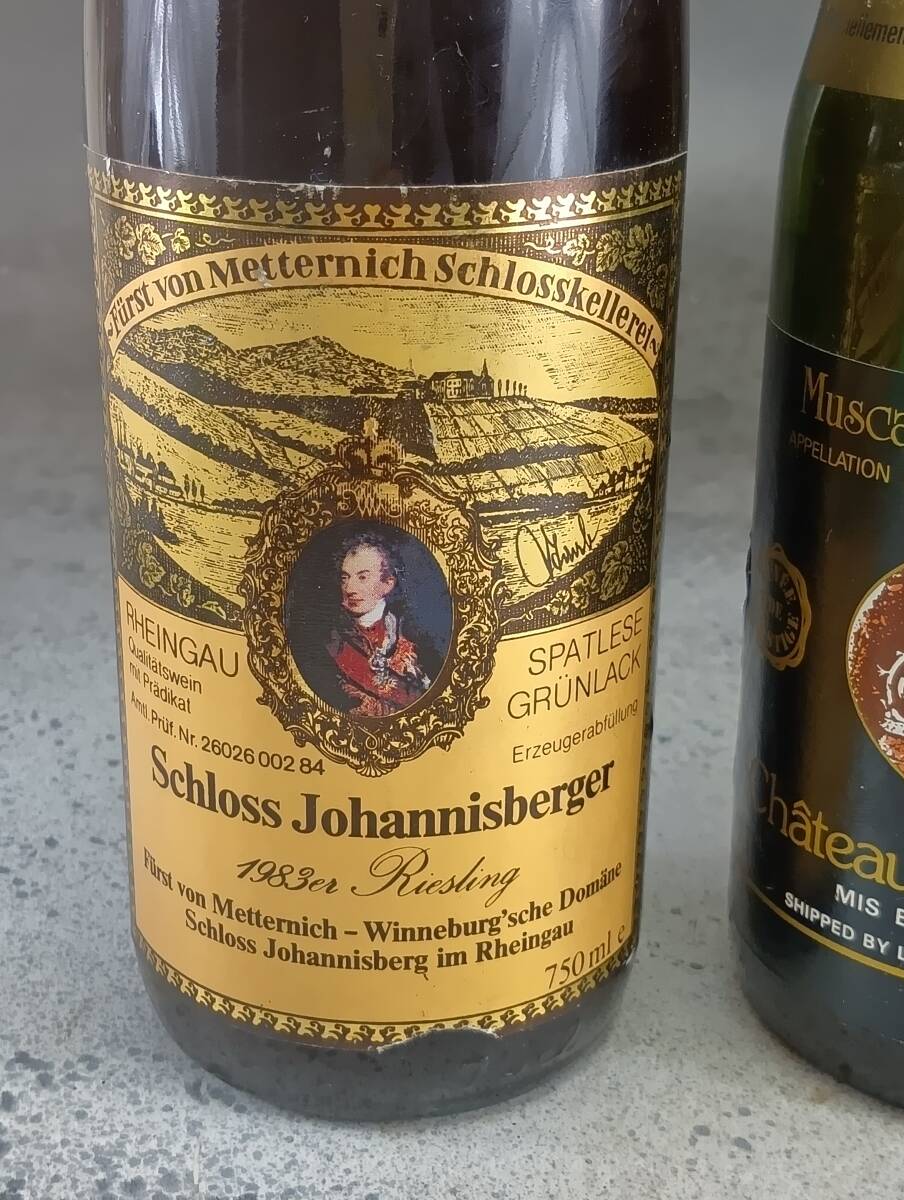 Fürst von Metternich Schlosskellerei
RHEINGAU
Qualitätswein
mit Prädikat
Amtl. Prüf. Nr. 26026 002 84
SPATLESE
GRÜNLACK
Erzeugerabfüllung
Schloss Johannisberger
1983er Riesling
Fürst von Metternich – Winneburg'sche Domäne
Schloss Johannisberg im Rheingau
750 ml e
APPELLATION
Château
MIS
SHIPPED BY